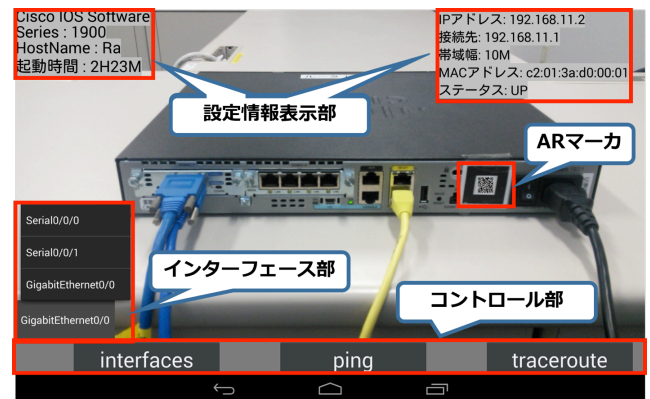 Cisco IOS Software
Series : 1900
HostName : Ra
起動時間 : 2H23M
IPアドレス: 192.168.11.2
接続先: 192.168.11.1
帯域幅: 10M
MACアドレス: c2:01:3a:d0:00:01
ステータス: UP
設定情報表示部
ARマーカ
Serial0/0/0
Serial0/0/1
GigabitEthernet0/0
GigabitEthernet0/0
インターフェース部
コントロール部
interfaces
ping
traceroute